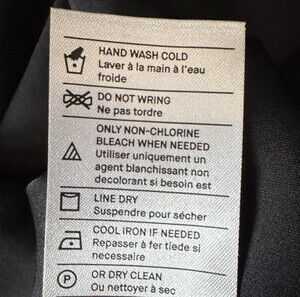 HAND WASH COLD
Laver à la main à l'eau
froide
DO NOT WRING
Ne pas tordre
ONLY NON-CHLORINE
BLEACH WHEN NEEDED
Utiliser uniquement un
agent blanchissant non
decolorant si besoin est
LINE DRY
Suspendre pour sécher
COOL IRON IF NEEDED
Repasser à fer tiede si
necessaire
P
OR DRY CLEAN
Ou nettoyer à sec